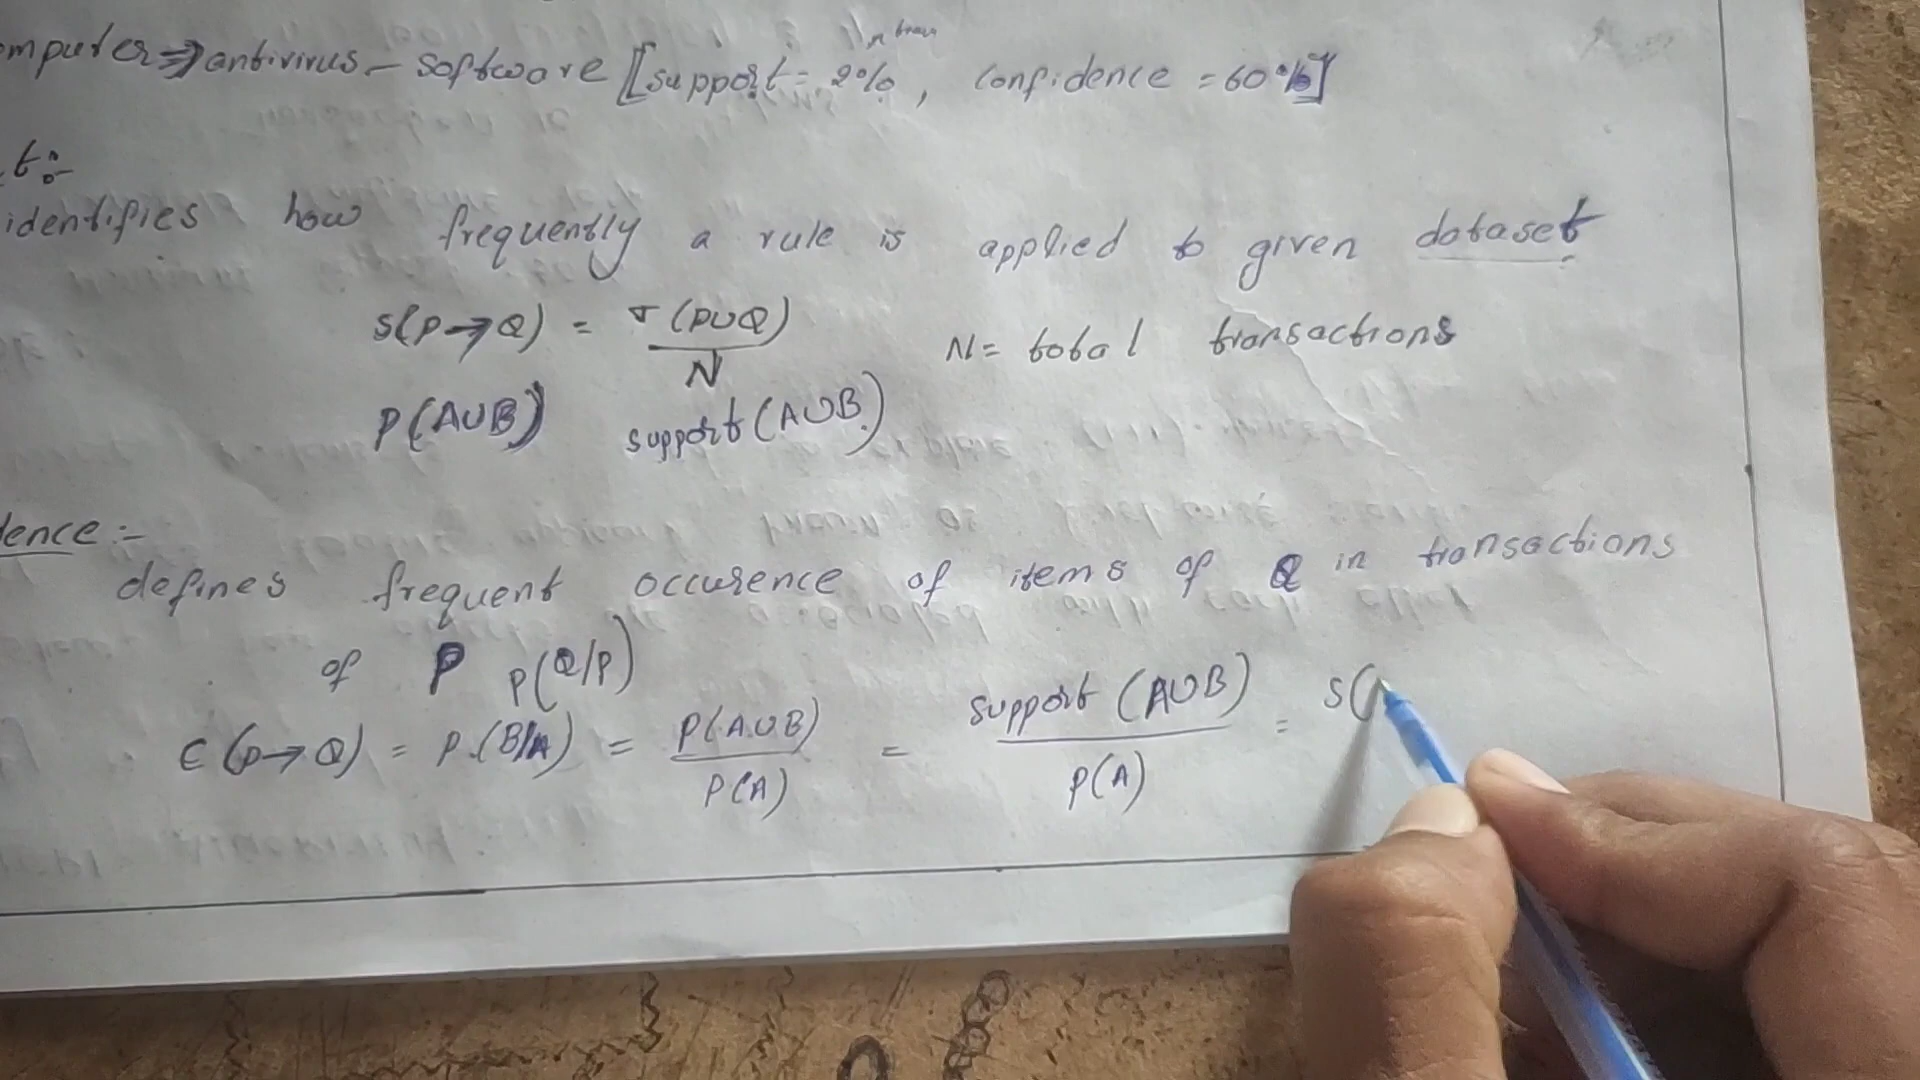 omputer ⇒ antivirus - software [support = 2%, confidence = 60%]
t:-
identifies how frequently a rule is applied to given dataset
s(P→Q) = σ(P∪Q) / N N = total transactions
P(A∪B) support(A∪B)
dence :-
defines frequent occurence of items of Q in transactions
of P P(Q/P)
C(P→Q) = P(B/A) = P(A∪B) / P(A) = support (A∪B) / P(A) = S(